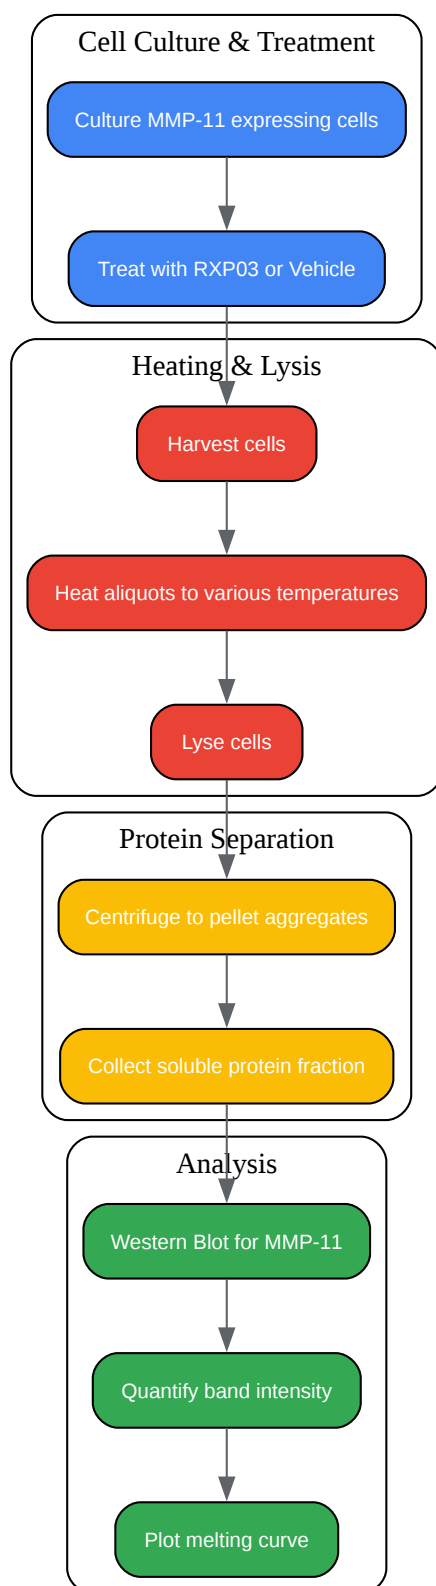 Cell Culture & Treatment
Culture MMP-11 expressing cells
Treat with RXP03 or Vehicle
Heating & Lysis
Harvest cells
Heat aliquots to various temperatures
Lyse cells
Protein Separation
Centrifuge to pellet aggregates
Collect soluble protein fraction
Analysis
Western Blot for MMP-11
Quantify band intensity
Plot melting curve